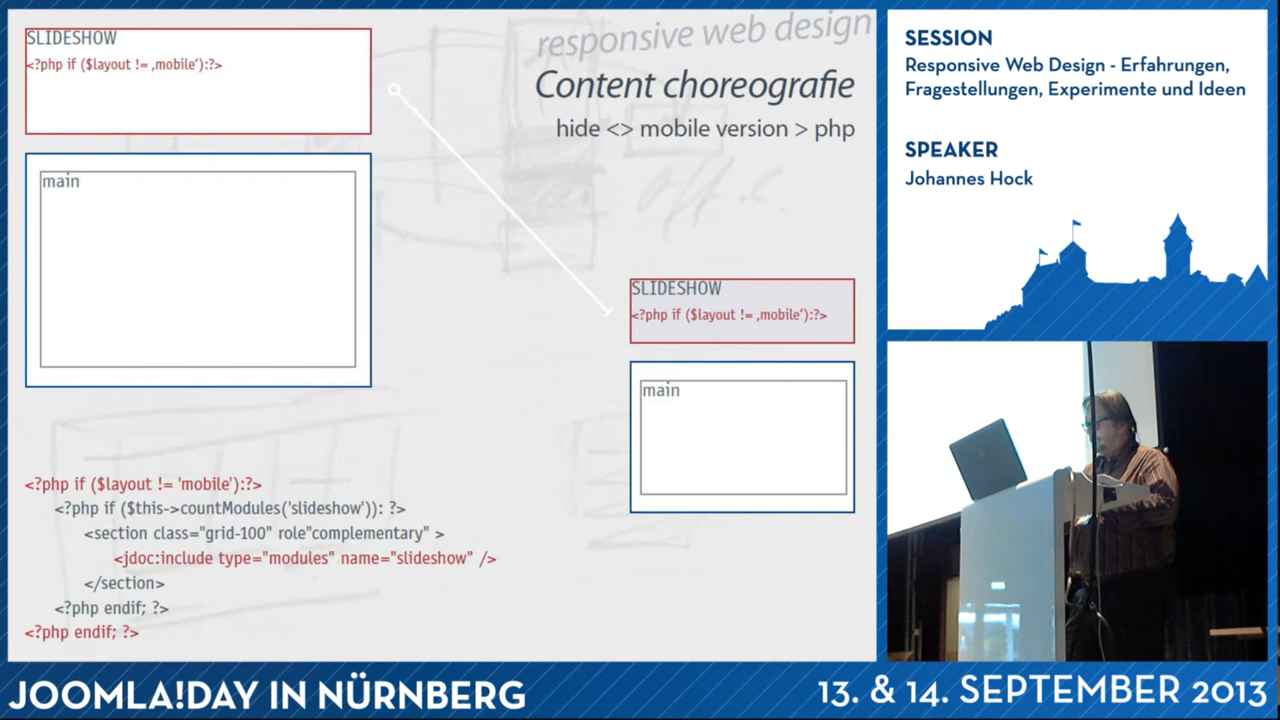 SLIDESHOW
<?php if ($layout != ‚mobile‘):?>
main
responsive web design
Content choreografie
hide <> mobile version > php
SLIDESHOW
<?php if ($layout != ‚mobile‘):?>
main
<?php if ($layout != 'mobile'):?>
<?php if ($this->countModules('slideshow')): ?>
<section class="grid-100" role"complementary" >
<jdoc:include type="modules" name="slideshow" />
</section>
<?php endif; ?>
<?php endif; ?>
SESSION
Responsive Web Design - Erfahrungen,
Fragestellungen, Experimente und Ideen
SPEAKER
Johannes Hock
JOOMLA!DAY IN NÜRNBERG
13. & 14. SEPTEMBER 2013